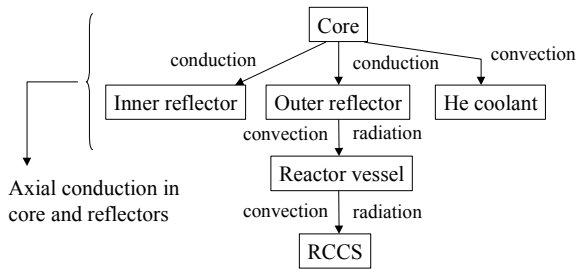 Core
conduction
conduction
convection
Inner reflector
Outer reflector
He coolant
convection
radiation
Reactor vessel
Axial conduction in
core and reflectors
convection
radiation
RCCS